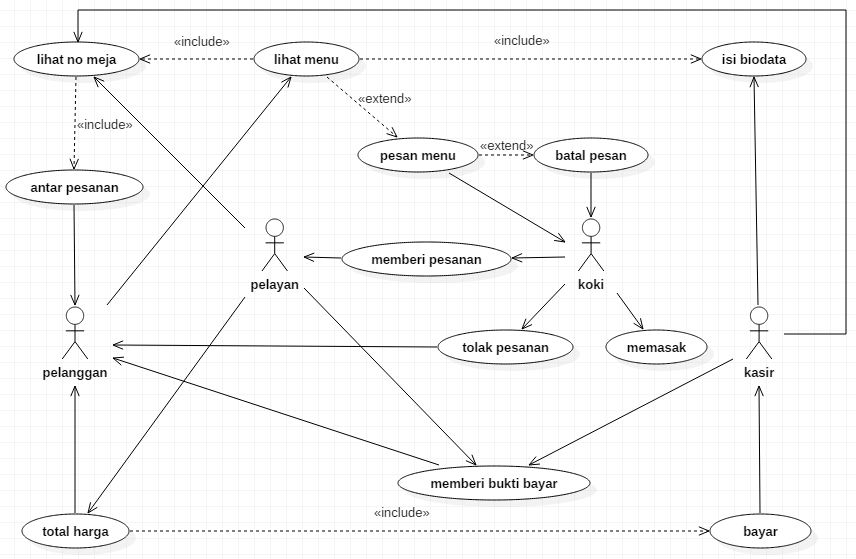 «include»
«include»
lihat no meja
lihat menu
isi biodata
«extend»
«include»
«extend»
pesan menu
batal pesan
antar pesanan
memberi pesanan
pelayan
koki
tolak pesanan
memasak
pelanggan
kasir
memberi bukti bayar
«include»
total harga
bayar